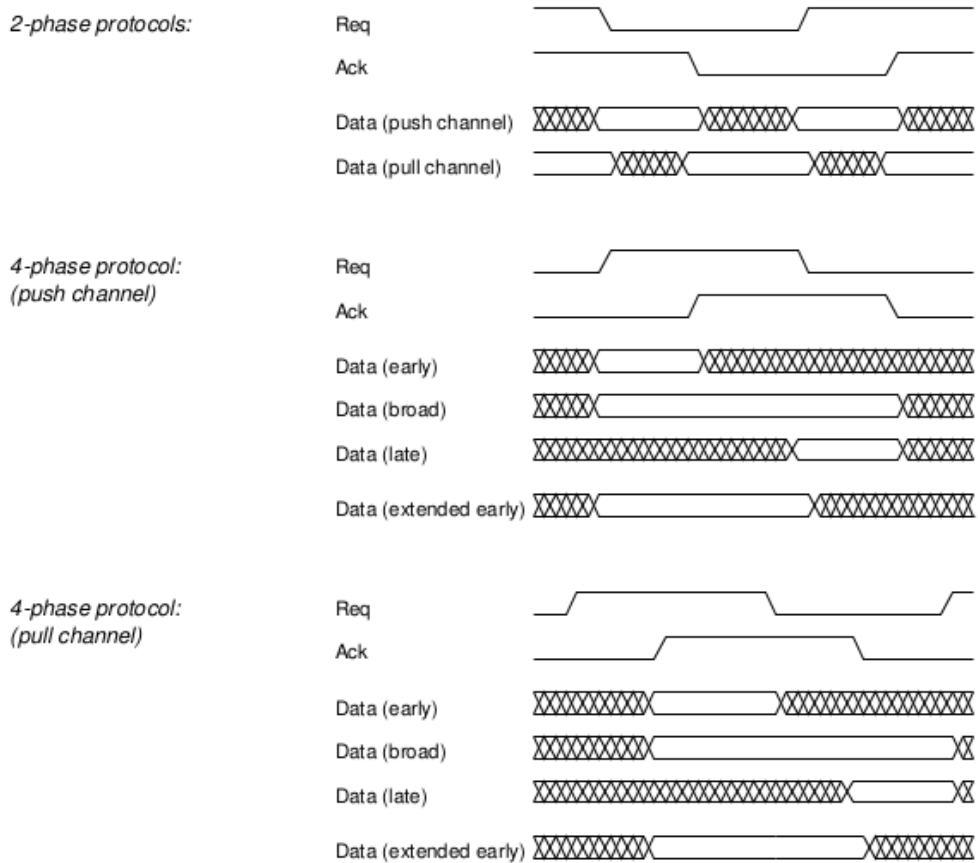 2-phase protocols:
Req
Ack
Data (push channel)
Data (pull channel)
4-phase protocol:
(push channel)
Req
Ack
Data (early)
Data (broad)
Data (late)
Data (extended early)
4-phase protocol:
(pull channel)
Req
Ack
Data (early)
Data (broad)
Data (late)
Data (extended early)